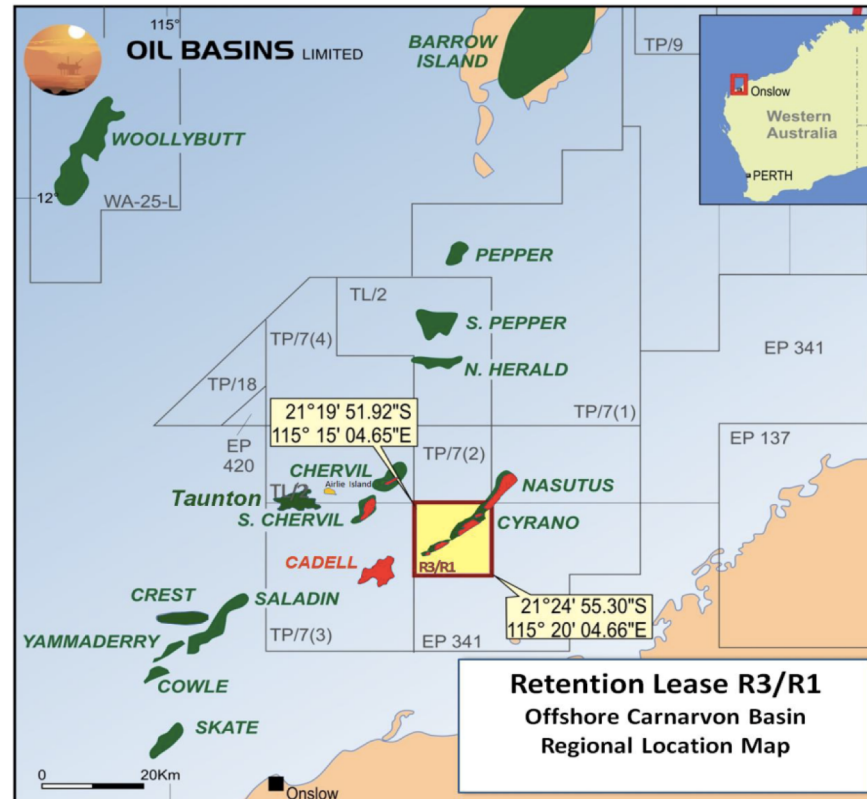 115°
OIL BASINS LIMITED
BARROW
ISLAND
TP/9
Onslow
Western
Australia
PERTH
WOOLLYBUTT
12°
WA-25-L
PEPPER
TL/2
S. PEPPER
TP/7(4)
N. HERALD
EP 341
TP/18
TP/7(1)
21°19' 51.92"S
115° 15' 04.65"E
EP
420
TP/7(2)
EP 137
CHERVIL
Airlie Island
NASUTUS
TL/2
Taunton
S. CHERVIL
CYRANO
CADELL
R3/R1
CREST
SALADIN
21°24' 55.30"S
115° 20' 04.66"E
YAMMADERRY
TP/7(3)
EP 341
COWLE
SKATE
Retention Lease R3/R1
Offshore Carnarvon Basin
Regional Location Map
0 20Km
Onslow